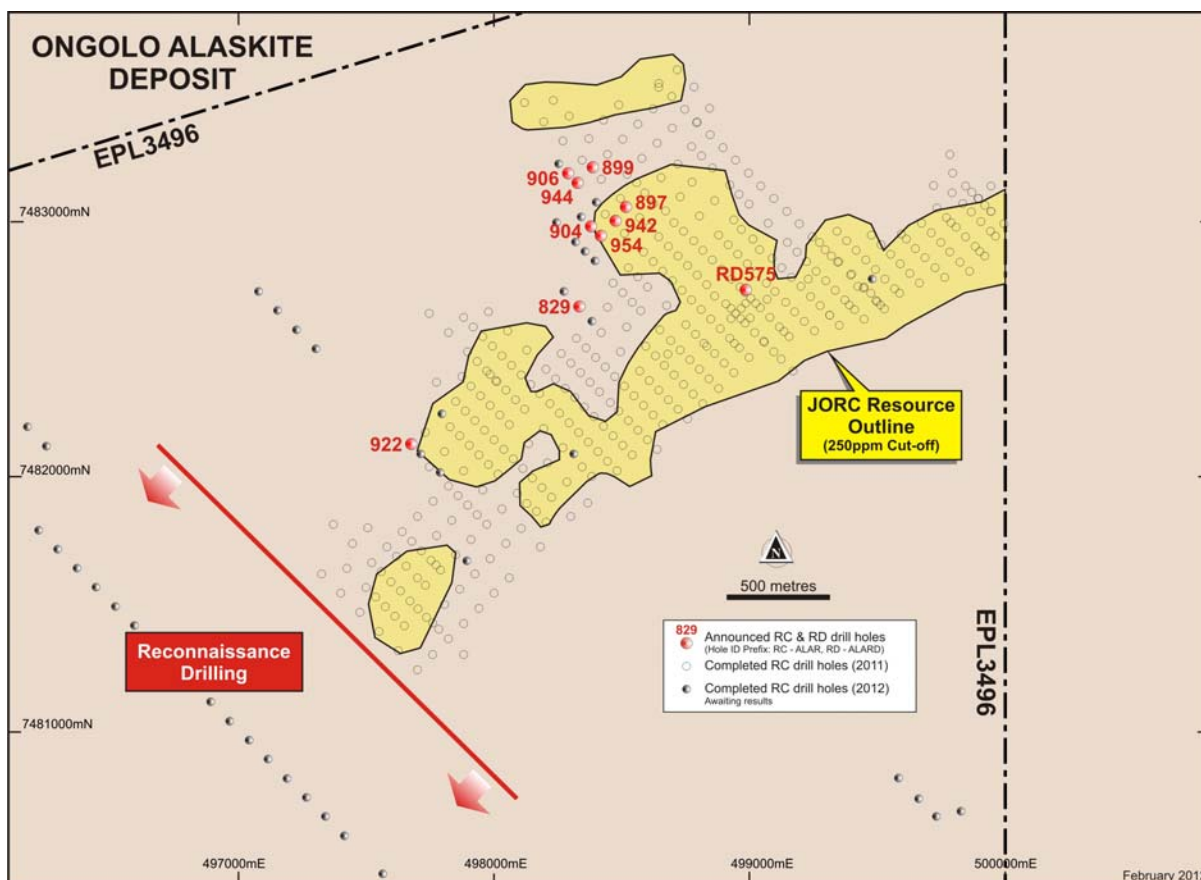 ONGOLO ALASKITE
DEPOSIT
EPL3496
899
906
944
897
7483000mN
942
904
954
RD575
829
JORC Resource
Outline
(250ppm Cut-off)
922
7482000mN
N
500 metres
829
Announced RC & RD drill holes
(Hole ID Prefix: RC - ALAR, RD - ALARD)
Completed RC drill holes (2011)
Completed RC drill holes (2012)
Awaiting results
Reconnaissance
Drilling
EPL3496
7481000mN
497000mE
498000mE
499000mE
500000mE
February